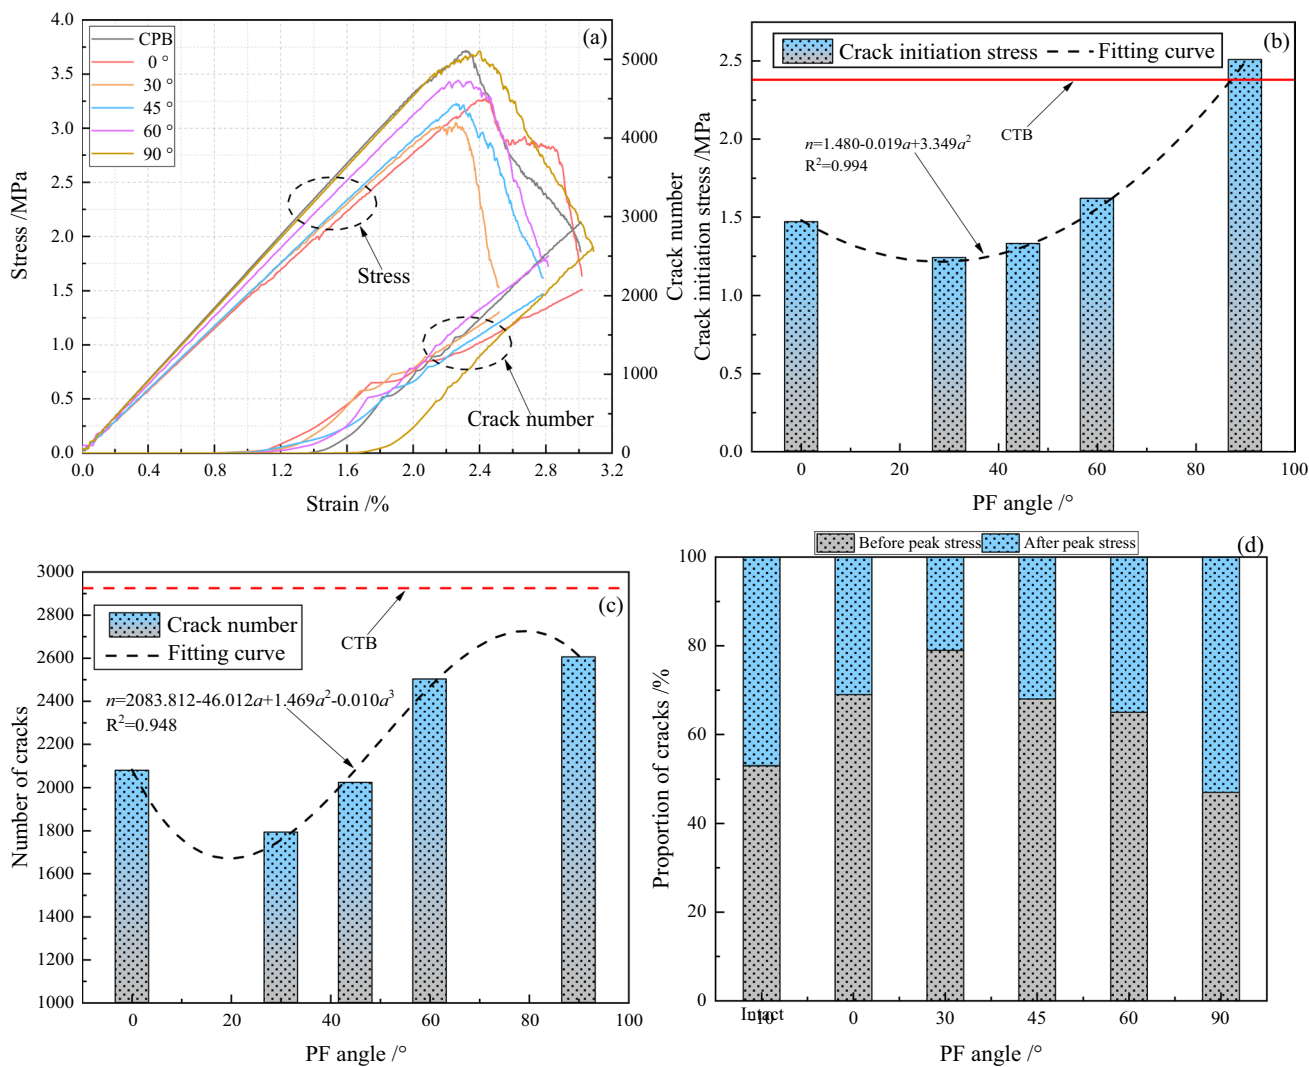 (a)
CPB
0 °
30 °
45 °
60 °
90 °
Stress
Crack number
4.0
3.5
3.0
2.5
2.0
1.5
1.0
0.5
0.0
Stress /MPa
0.0 0.4 0.8 1.2 1.6 2.0 2.4 2.8 3.2
Strain /%
5000
4000
3000
2000
1000
0
Crack number
(b)
Crack initiation stress
Fitting curve
CTB
n=1.480-0.019a+3.349a²
R²=0.994
2.5
2.0
1.5
1.0
0.5
0.0
Crack initiation stress /MPa
0 20 40 60 80 100
PF angle /°
(c)
Crack number
Fitting curve
CTB
n=2083.812-46.012a+1.469a²-0.010a³
R²=0.948
3000
2800
2600
2400
2200
2000
1800
1600
1400
1200
1000
Number of cracks
0 20 40 60 80 100
PF angle /°
Before peak stress
After peak stress
(d)
100
80
60
40
20
0
Proportion of cracks /%
Intact
-10 0 30 45 60 90
PF angle /°